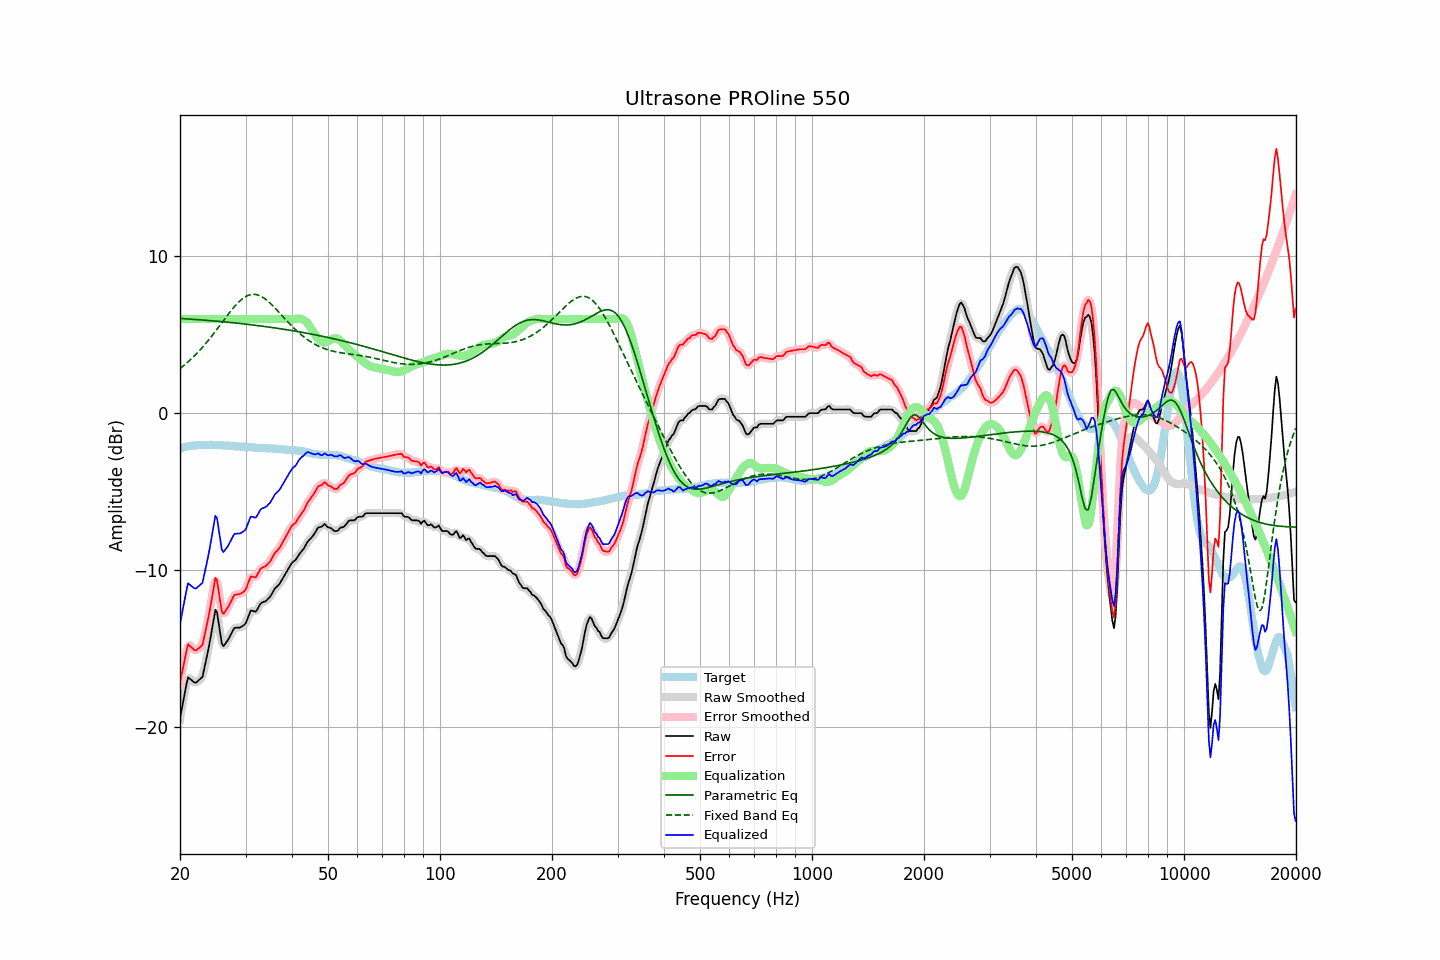 Ultrasone PROline 550
Amplitude (dBr)
10
0
−10
−20
Target
Raw Smoothed
Error Smoothed
Raw
Error
Equalization
Parametric Eq
Fixed Band Eq
Equalized
20 50 100 200 500 1000 2000 5000 10000 20000
Frequency (Hz)